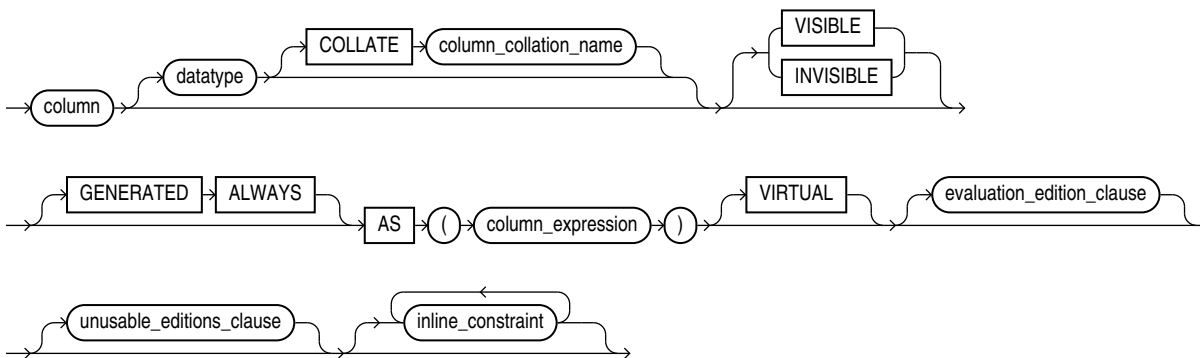 COLLATE column_collation_name VISIBLE
datatype INVISIBLE
column
GENERATED ALWAYS VIRTUAL evaluation_edition_clause
AS ( column_expression )
unusable_editions_clause inline_constraint